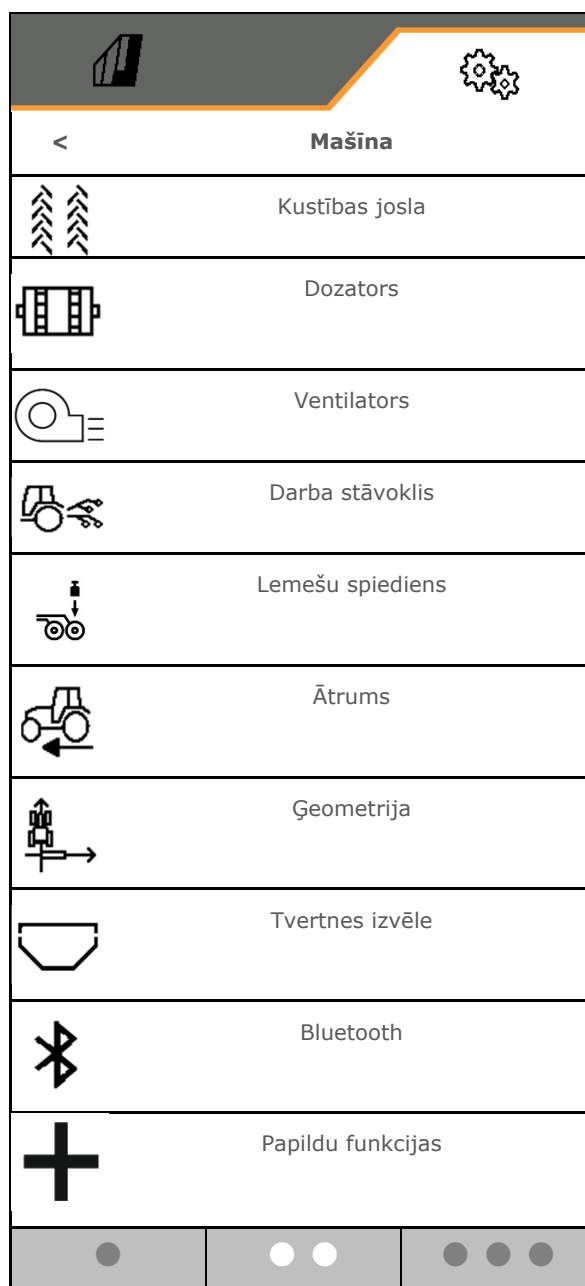 < Mašīna
Kustības josla
Dozators
Ventilators
Darba stāvoklis
Lemešu spiediens
Ātrums
Ģeometrija
Tvertnes izvēle
Bluetooth
Papildu funkcijas